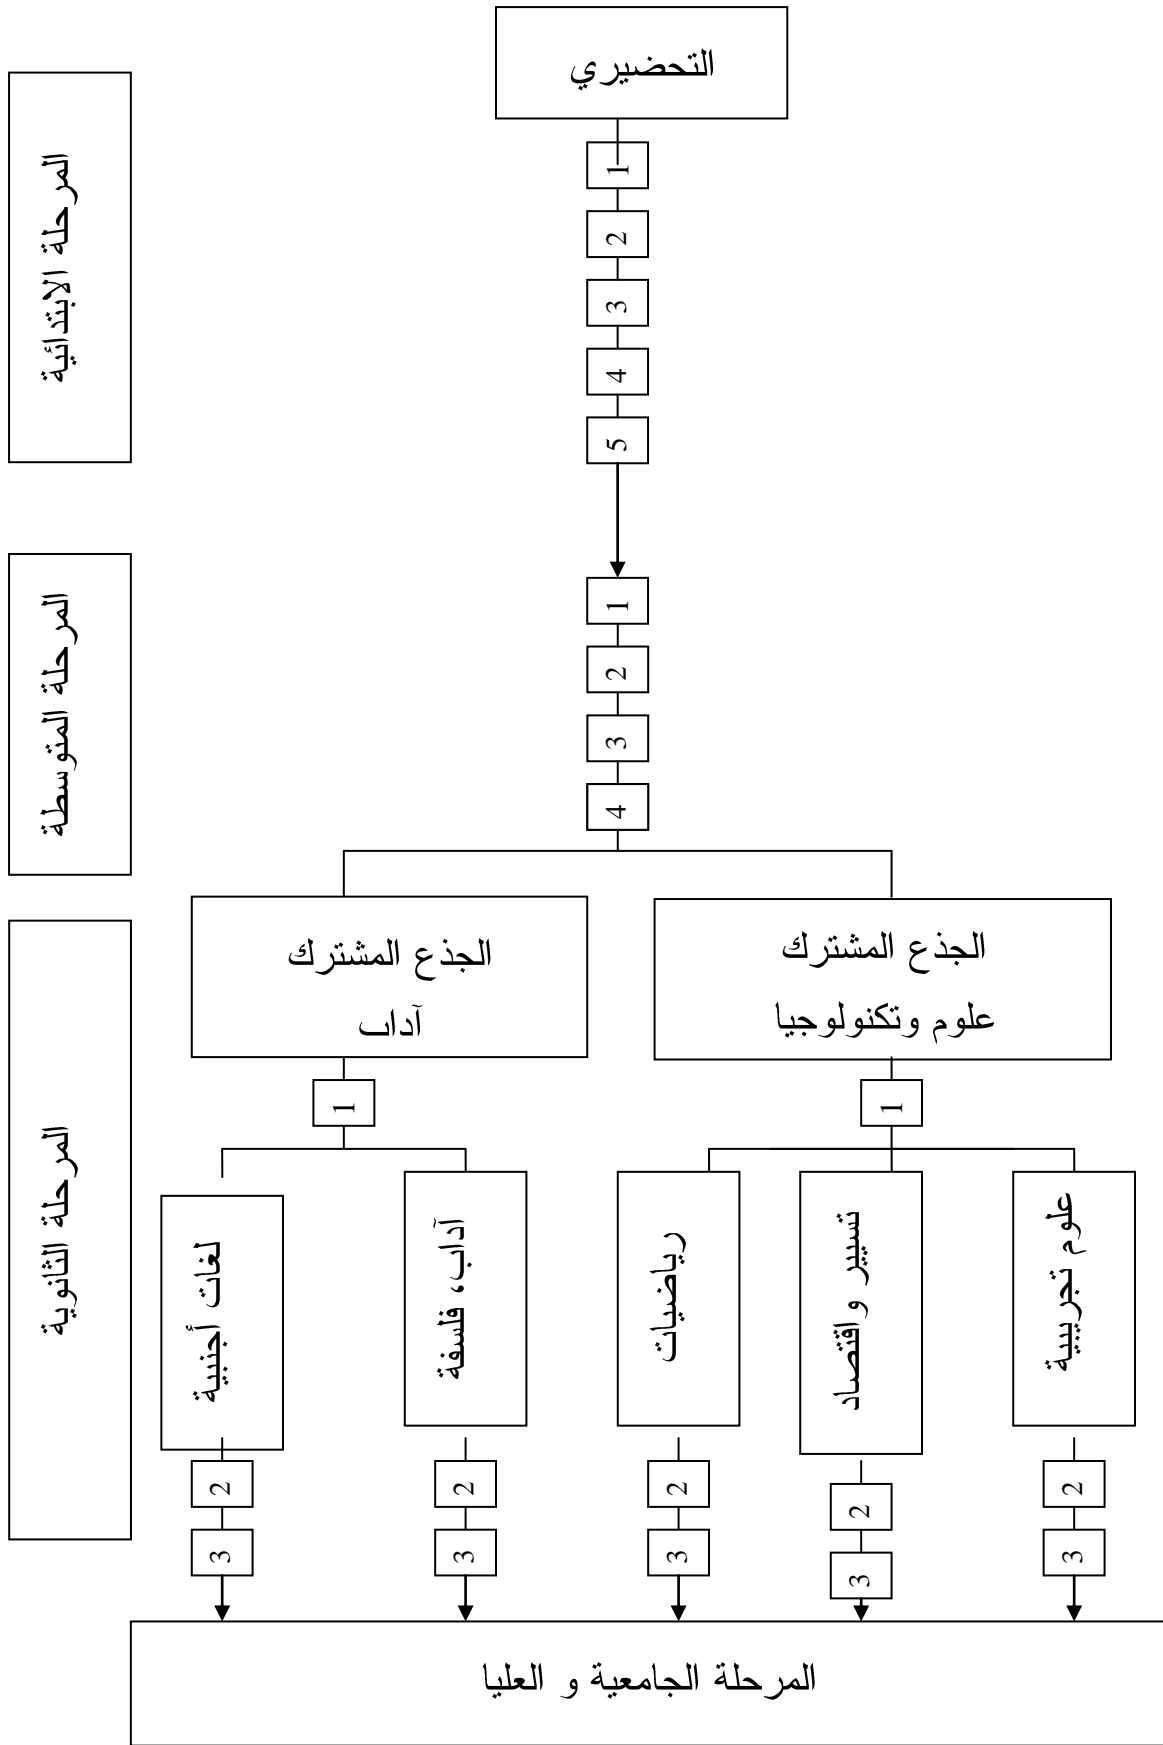 التحضيري
المرحلة الابتدائية
1
2
3
4
5
المرحلة المتوسطة
1
2
3
4
المرحلة الثانوية
الجذع المشترك
علوم وتكنولوجيا
الجذع المشترك
آداب
1
1
علوم تجريبية
تسيير واقتصاد
رياضيات
آداب، فلسفة
لغات أجنبية
2
2
2
2
2
3
3
3
3
3
المرحلة الجامعية و العليا